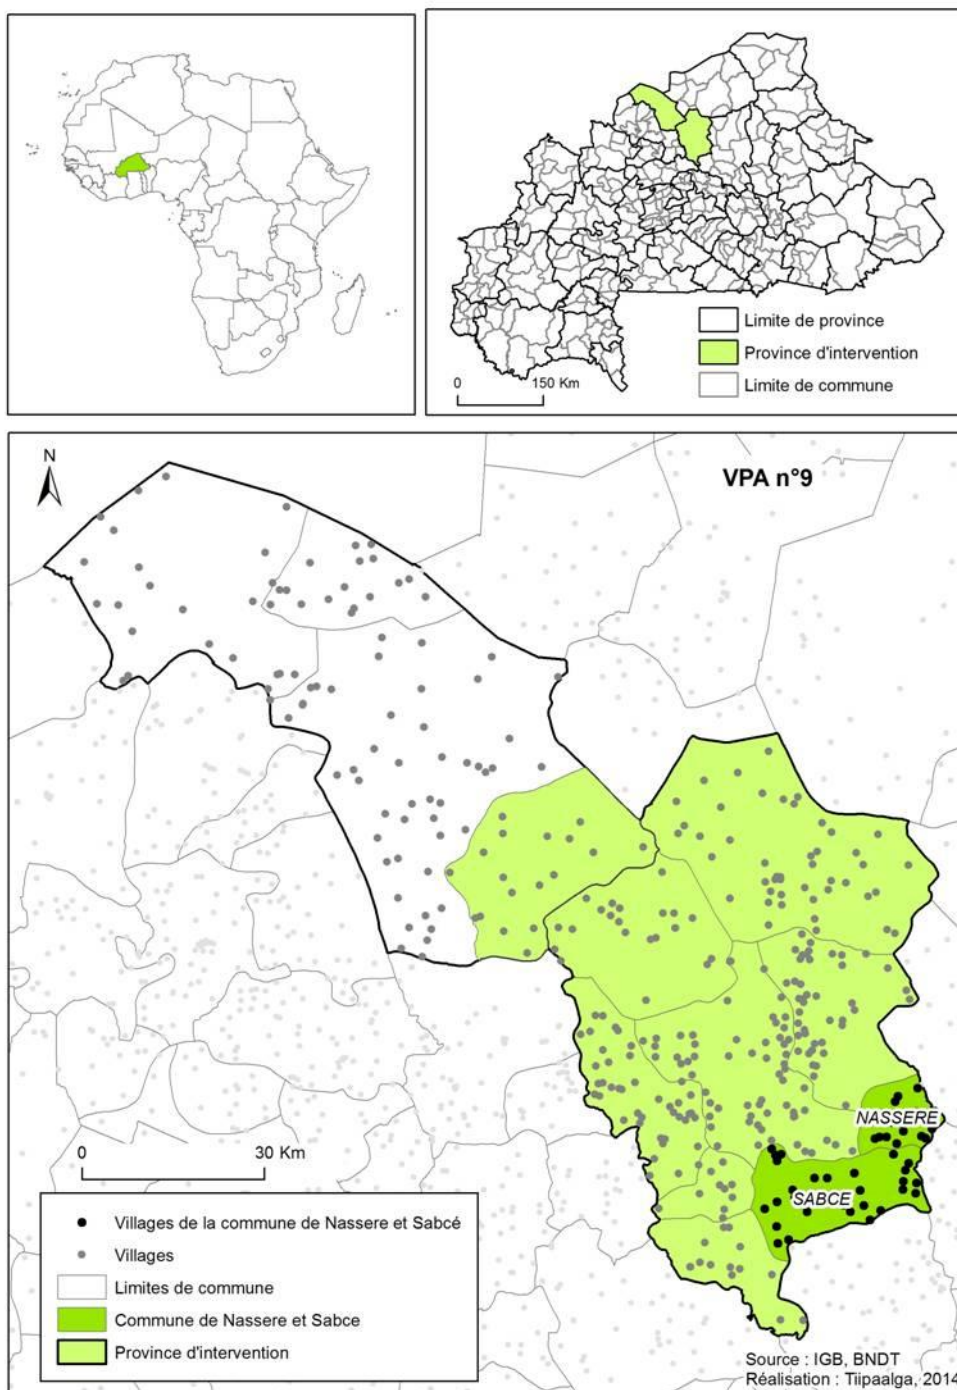 Limite de province
Province d'intervention
Limite de commune
0 150 Km
N
VPA n°9
NASSERE
SABCE
0 30 Km
Villages de la commune de Nassere et Sabcé
Villages
Limites de commune
Commune de Nassere et Sabce
Province d'intervention
Source : IGB, BNDT
Réalisation : Tiipaalga, 2014